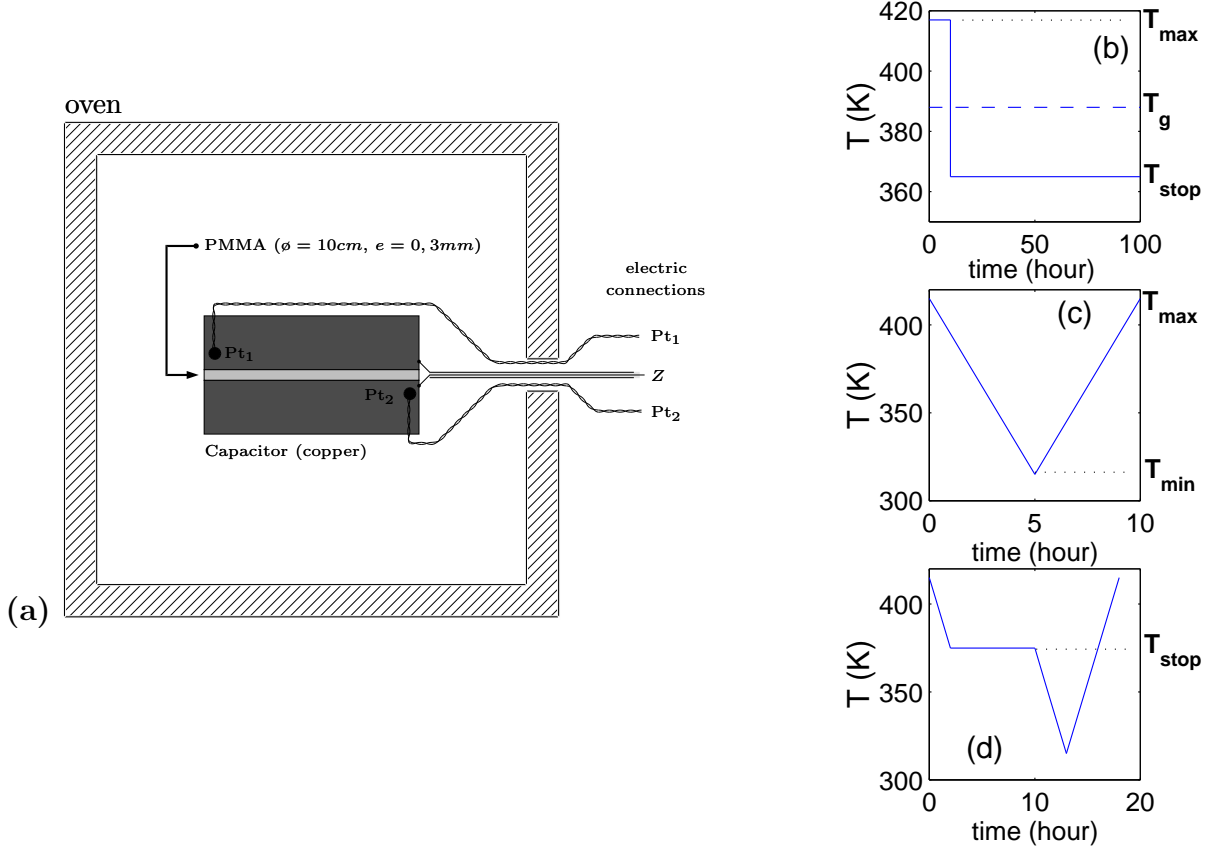 oven
PMMA (ø = 10cm, e = 0, 3mm)
electric
connections
Pt1
Pt1
Z
Pt2
Pt2
Capacitor (copper)
(a)
420
400
380
360
T (K)
(b)
Tmax
Tg
Tstop
0 50 100
time (hour)
400
350
300
T (K)
(c)
Tmax
Tmin
0 5 10
time (hour)
400
350
300
T (K)
(d)
Tstop
0 10 20
time (hour)